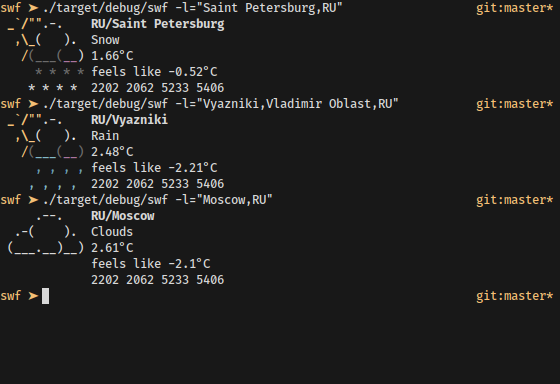 swf ➤ ./target/debug/swf -l="Saint Petersburg,RU" git:master*
_`/"".-. RU/Saint Petersburg
,\_(   ). Snow
/(___(__) 1.66°C
* * * * feels like -0.52°C
* * * * 2202 2062 5233 5406
swf ➤ ./target/debug/swf -l="Vyazniki,Vladimir Oblast,RU" git:master*
_`/"".-. RU/Vyazniki
,\_(   ). Rain
/(___(__) 2.48°C
, , , , feels like -2.21°C
, , , , 2202 2062 5233 5406
swf ➤ ./target/debug/swf -l="Moscow,RU" git:master*
.--. RU/Moscow
.-(    ). Clouds
(___.__)__) 2.61°C
feels like -2.1°C
2202 2062 5233 5406
swf ➤ git:master*